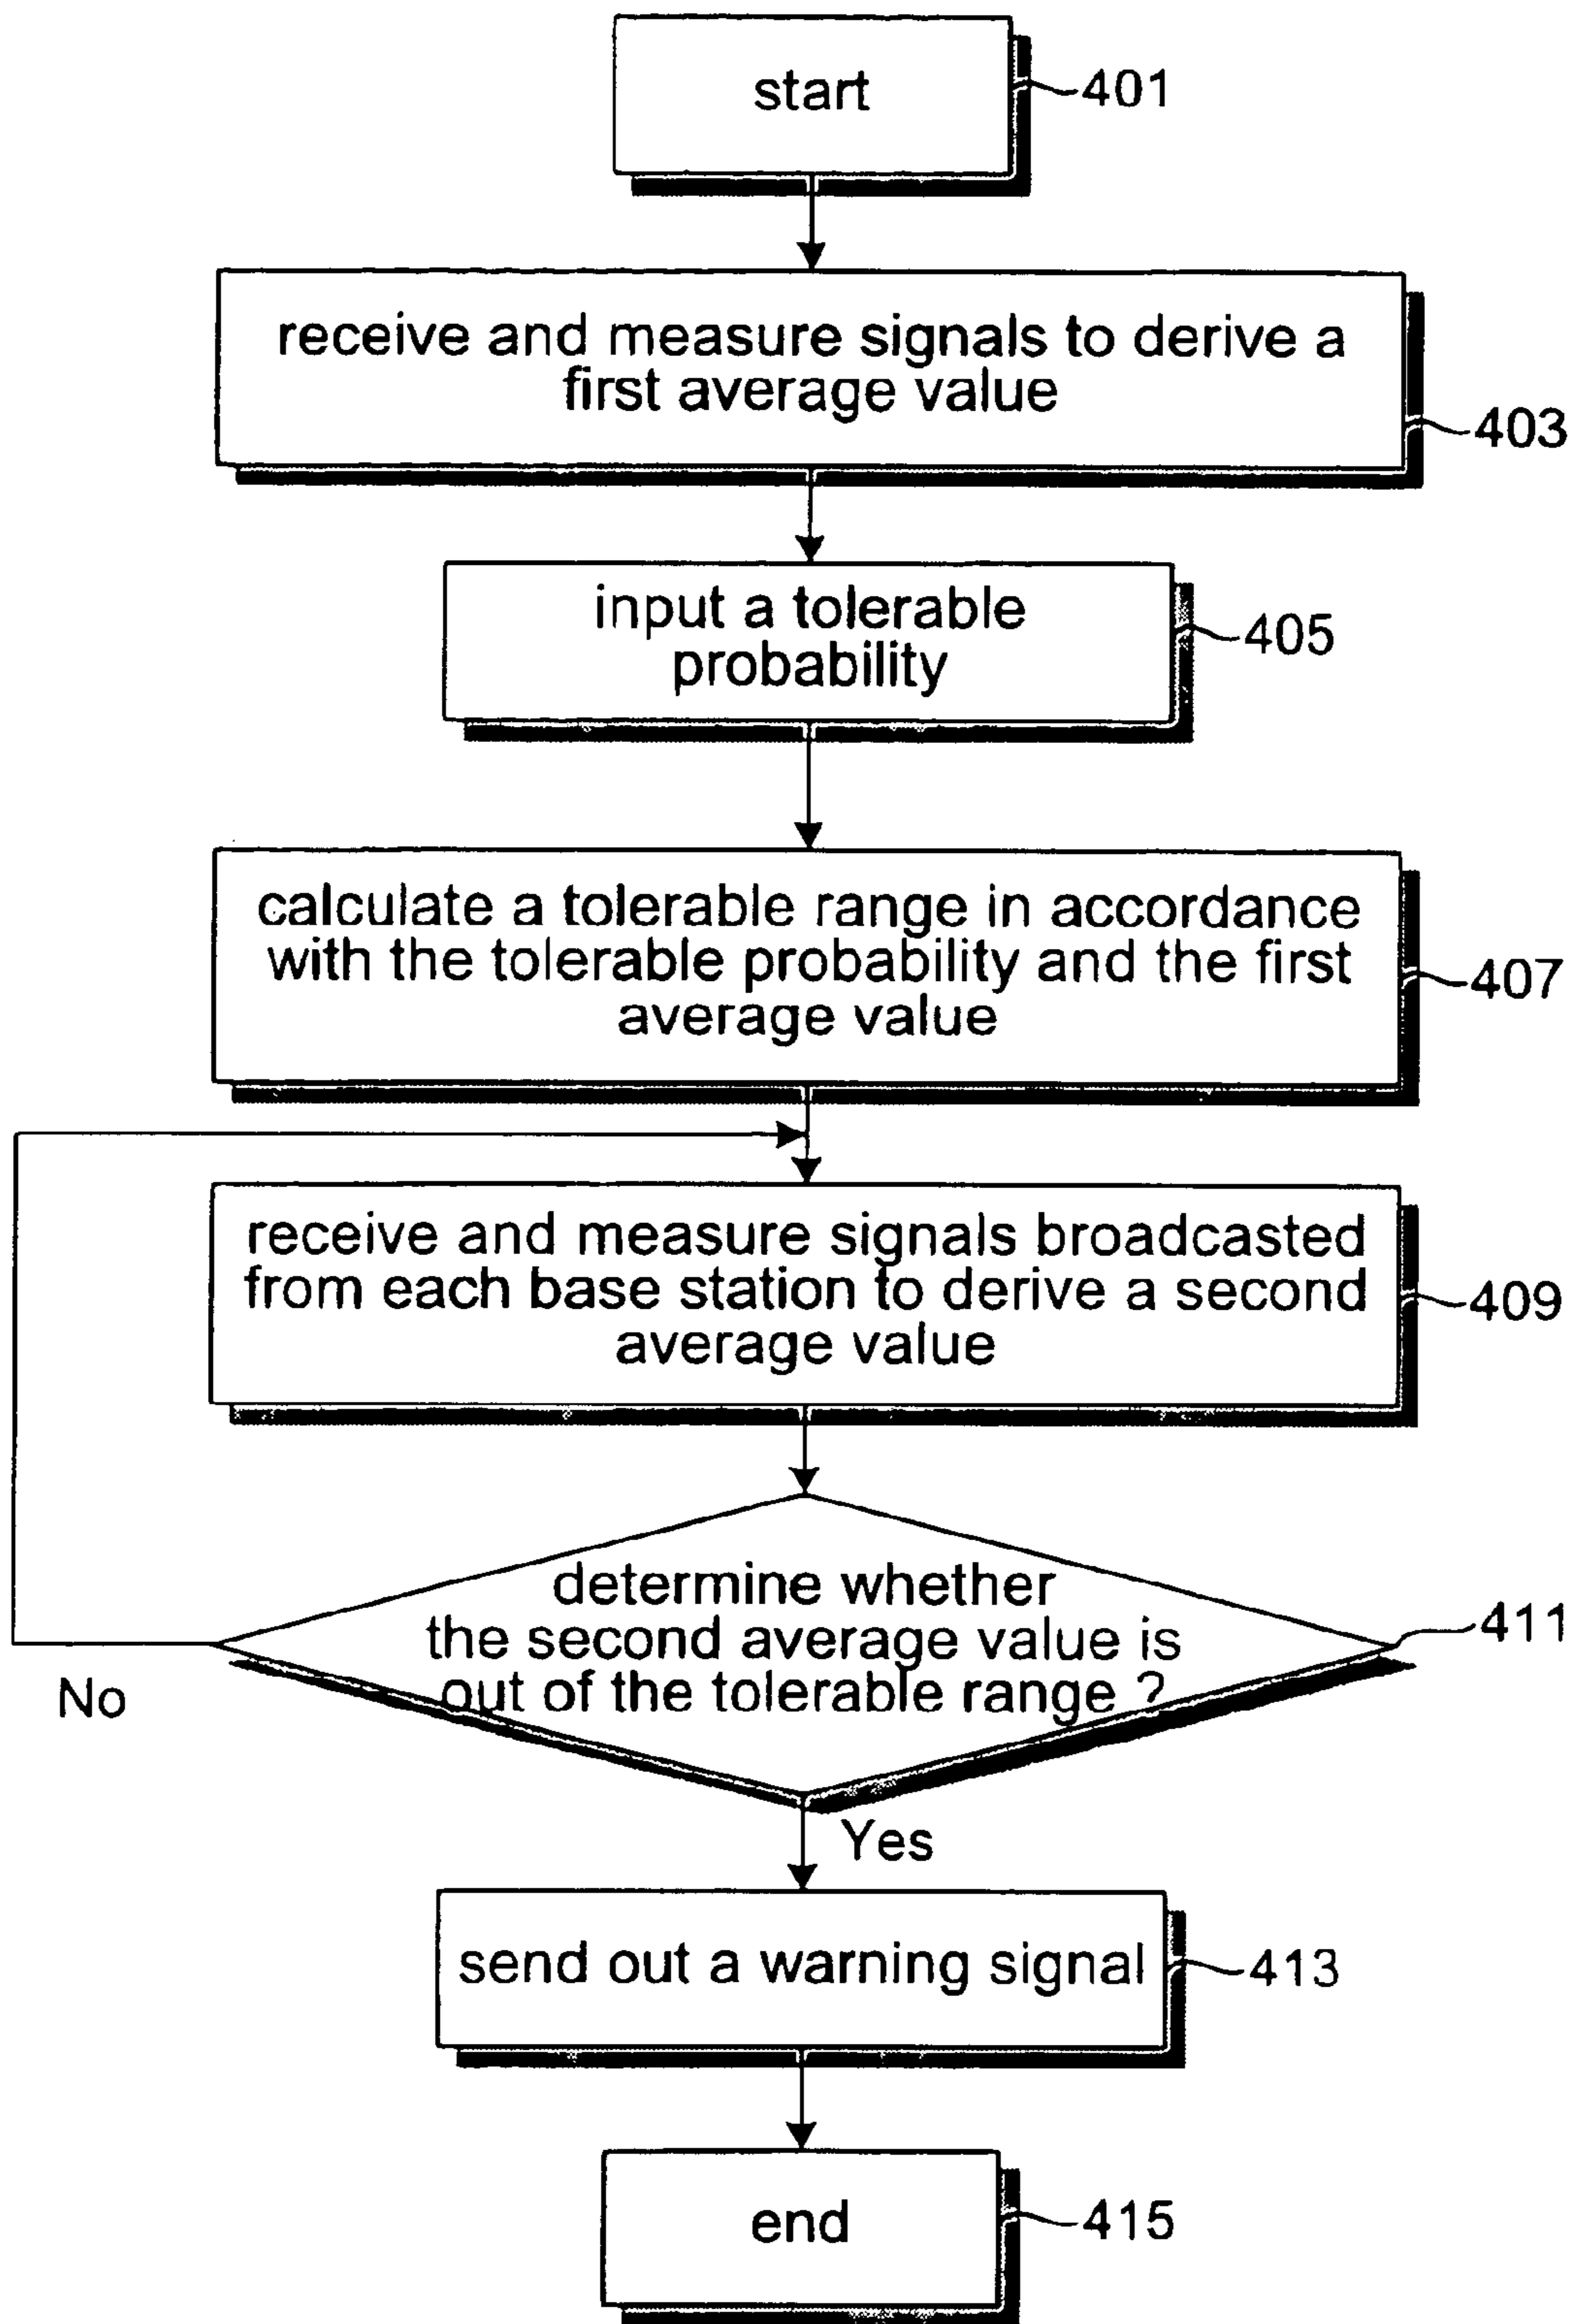 start
401
receive and measure signals to derive a
first average value
403
input a tolerable
probability
405
calculate a tolerable range in accordance
with the tolerable probability and the first
average value
407
receive and measure signals broadcasted
from each base station to derive a second
average value
409
determine whether
the second average value is
out of the tolerable range ?
411
No
Yes
send out a warning signal
413
end
415